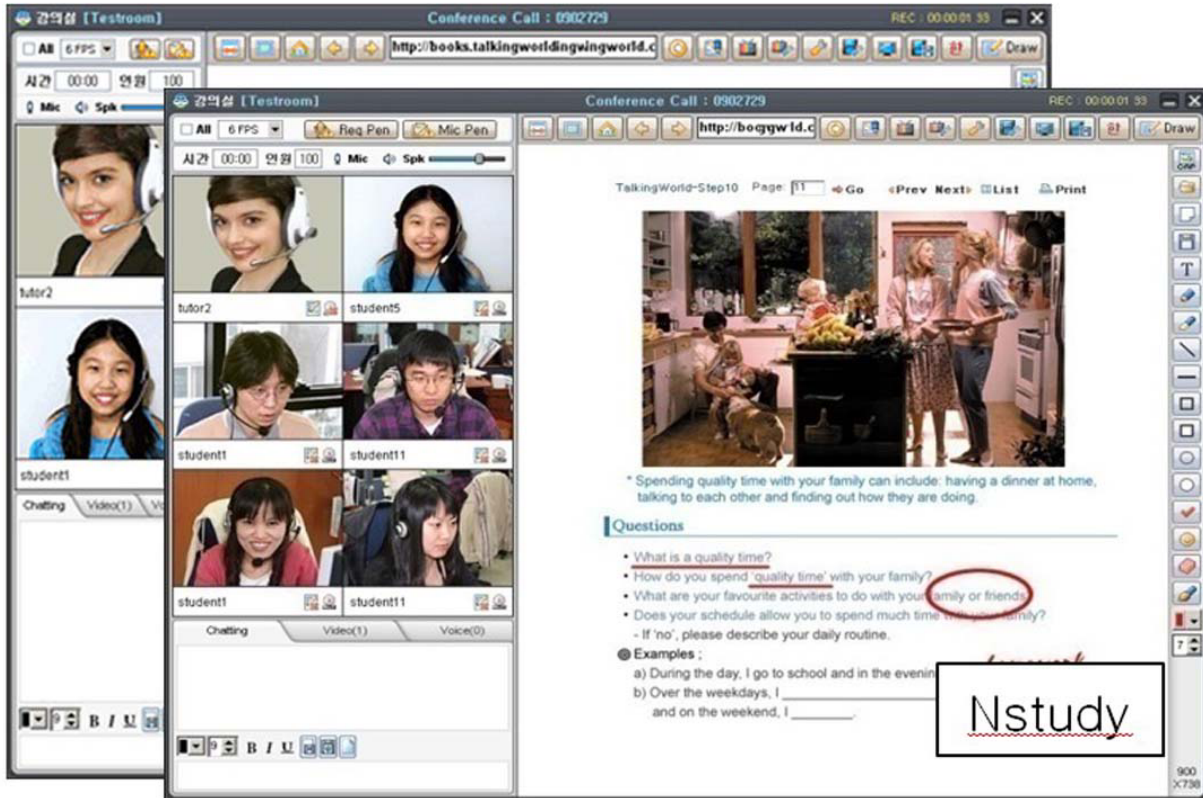 강의실 [Testroom]
Conference Call : 0902729
REC : 00:00:01 33
All 6 FPS
http://books.talkingworldingwingworld.c
한
Draw
시간 00:00 인원 100
Mic Spk
tutor2
student1
Chatting Video(1)
9 B I U
강의실 [Testroom]
Conference Call : 0902729
REC : 00:00:01 33
All 6 FPS Req Pen Mic Pen
한
Draw
시간 00:00 인원 100 Mic Spk
tutor2
student5
student1
student11
student1
student11
Chatting Video(1) Voice(0)
9 B I U
TalkingWorld-Step10 Page: 11 Go Prev Next List Print
* Spending quality time with your family can include: having a dinner at home,
talking to each other and finding out how they are doing.
Questions
• What is a quality time?
• How do you spend 'quality time' with your family?
• What are your favourite activities to do with your family or friends
• Does your schedule allow you to spend much time with your family?
- If 'no', please describe your daily routine.
Examples ;
a) During the day, I go to school and in the evenin
b) Over the weekdays, I ____________
and on the weekend, I ________.
Nstudy
T
7
900
X738